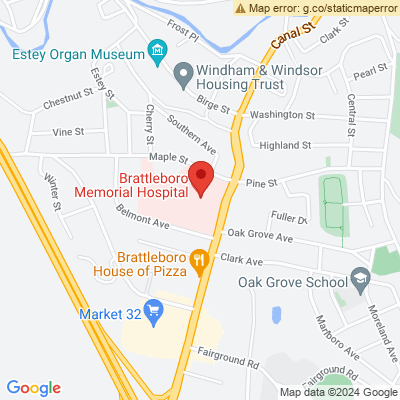 Map error: g.co/staticmaperror
Frost Pl
Canal St
Clark St
Estey Organ Museum
Pearl St
Estey St
Windham & Windsor
Housing Trust
Chestnut St
Birge St
Washington St
Central St
Cherry St
Southern Ave
Vine St
Highland St
Maple St
Brattleboro
Memorial Hospital
Pine St
Winter St
Belmont Ave
Fuller Dr
Oak Grove Ave
Brattleboro
House of Pizza
Clark Ave
Oak Grove School
Market 32
Moreland Ave
Marlboro Ave
Fairground Rd
Fairground Rd
Google
Map data ©2024 Google